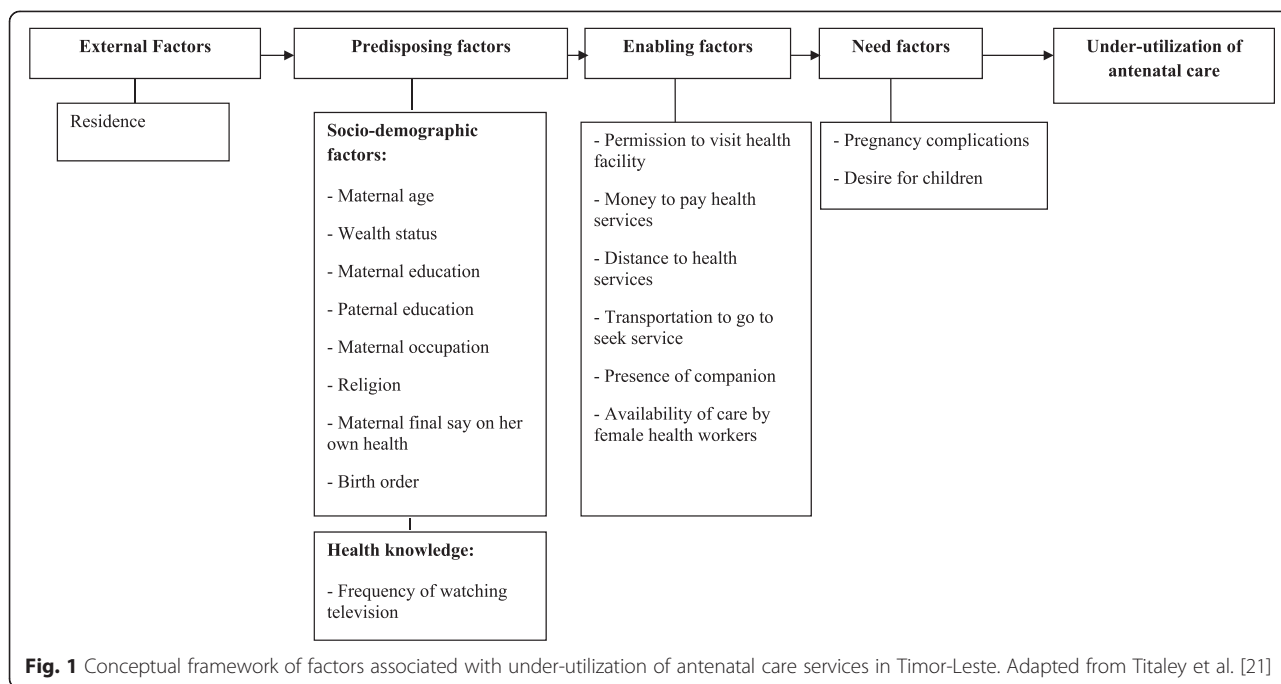 External Factors
Predisposing factors
Enabling factors
Need factors
Under-utilization of
antenatal care
Residence
Socio-demographic
factors:
- Maternal age
- Wealth status
- Maternal education
- Paternal education
- Maternal occupation
- Religion
- Maternal final say on her
own health
- Birth order
Health knowledge:
- Frequency of watching
television
- Permission to visit health
facility
- Money to pay health
services
- Distance to health
services
- Transportation to go to
seek service
- Presence of companion
- Availability of care by
female health workers
- Pregnancy complications
- Desire for children
Fig. 1 Conceptual framework of factors associated with under-utilization of antenatal care services in Timor-Leste. Adapted from Titaley et al. [21]